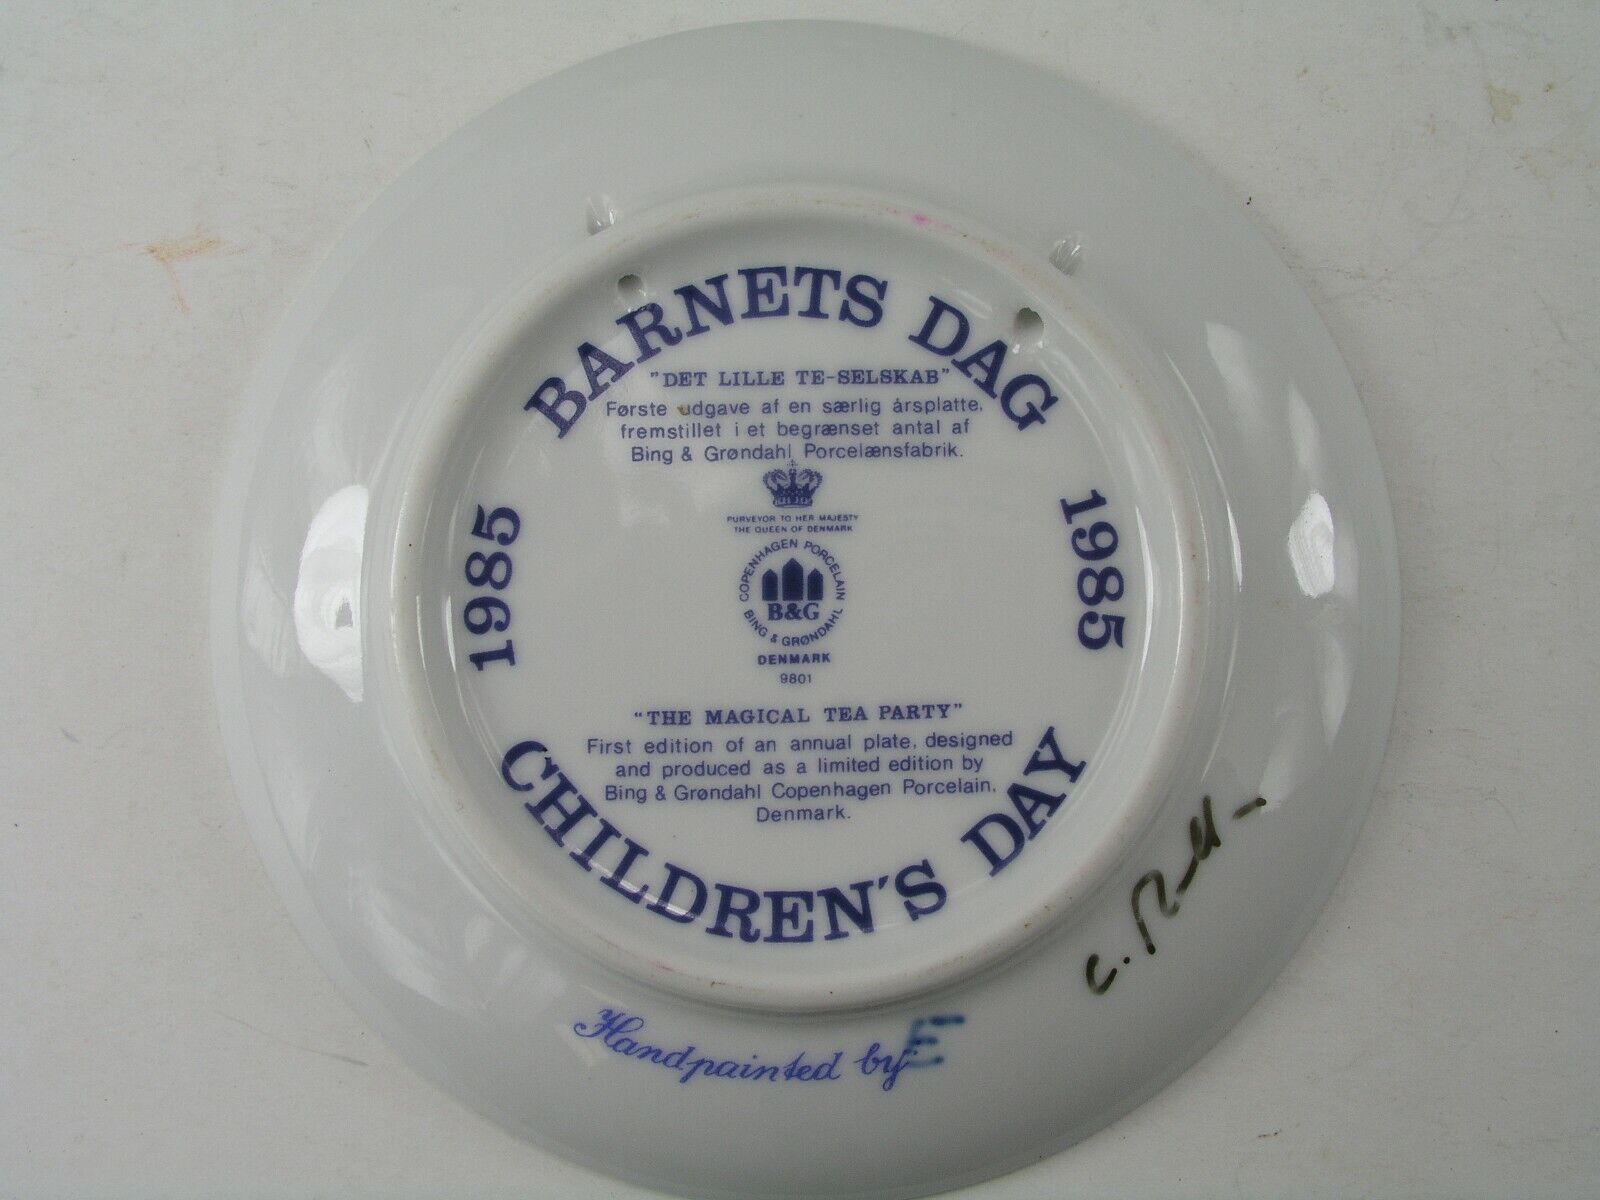 BARNETS DAG
"DET LILLE TE-SELSKAB"
Første udgave af en særlig årsplatte,
fremstillet i et begrænset antal af
Bing & Grøndahl Porcelænsfabrik.
1985
1985
PURVEYOR TO HER MAJESTY
THE QUEEN OF DENMARK
COPENHAGEN PORCELAIN
B&G
BING & GRØNDAHL
DENMARK
9801
"THE MAGICAL TEA PARTY"
First edition of an annual plate, designed
and produced as a limited edition by
Bing & Grøndahl Copenhagen Porcelain,
Denmark.
CHILDREN'S DAY
Handpainted by E
C.